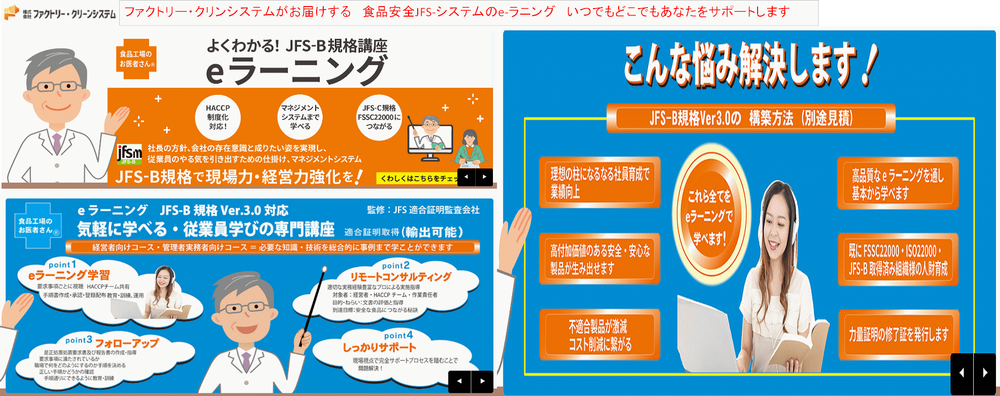 株式会社 ファクトリー・クリーンシステム
ファクトリー・クリンシステムがお届けする　食品安全JFS-システムのe-ラニング　いつでもどこでもあなたをサポートします
食品工場の
お医者さん®
よくわかる! JFS-B規格講座
eラーニング
HACCP
制度化
対応!
マネジメント
システムまで
学べる
JFS-C規格
FSSC22000に
つながる
jfsm
JFS-B
社長の方針、会社の存在意識と成りたい姿を実現し、
従業員のやる気を引き出すための仕掛け、マネジメントシステム
JFS-B規格で現場力・経営力強化を!
くわしくはこちらをチェッ
食品工場の
お医者さん®
e ラーニング　JFS-B 規格 Ver.3.0 対応
監修：JFS 適合証明監査会社
気軽に学べる・従業員学びの専門講座
適合証明取得(輸出可能)
経営者向けコース・管理者実務者向けコース = 必要な知識・技術を総合的に事例まで学ことができます
point1
eラーニング学習
要求事項ごとに視聴 HACCPチーム共有
手順書作成・承認・登録配布 教育・訓練、運用
point2
リモートコンサルティング
適切な実務経験豊富なプロによる実施指導
対象者：経営者・HACCP チーム・作業責任者
目的・ねらい：文書の評価と指導
到達目標：安全な食品につながる秘訣
point3 フォローアップ
是正処置処置要求書及び報告書の作成・指導
要求事項に満たされているか
職場で何をどのようにするのか手順を決める
正しい手順かどうかの確認
手順通りにできるように教育・訓練
point4
しっかりサポート
現場視点で完全サポートプロセスを踏むことで
問題解決！
こんな悩み解決します！
JFS-B規格Ver3.0の 構築方法 (別途見積)
理想の柱になるなる社員育成で
業績向上
高付加価値のある安全・安心な
製品が生み出せます
不適合製品が激減
コスト削減に繋がる
これら全てを
eラーニングで
学べます!
高品質な e ラーニングを通し
基本から学べます
既に FSSC22000・ISO22000・
JFS-B 取得済み組織様の人財育成
力量証明の修了証を発行します